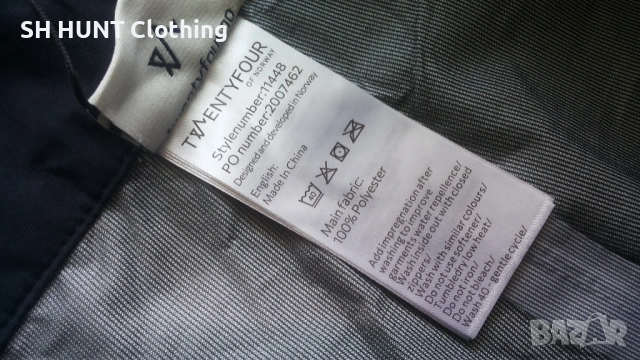 SH HUNT Clothing
TWENTYFOUR
OF NORWAY
Stylenumber:11448
PO number:2007462
Designed and developed in Norway
English:
Made In China
40
Main fabric:
100% Polyester
Add impregnation after
washing to improve
garments water repellence/
Wash inside out with closed
zippers/
Wash with similar colours/
Do not use softener/
Tumbledry low heat/
Do not iron/
Do not bleach/
Wash 40 - gentle cycle/
BAZAR